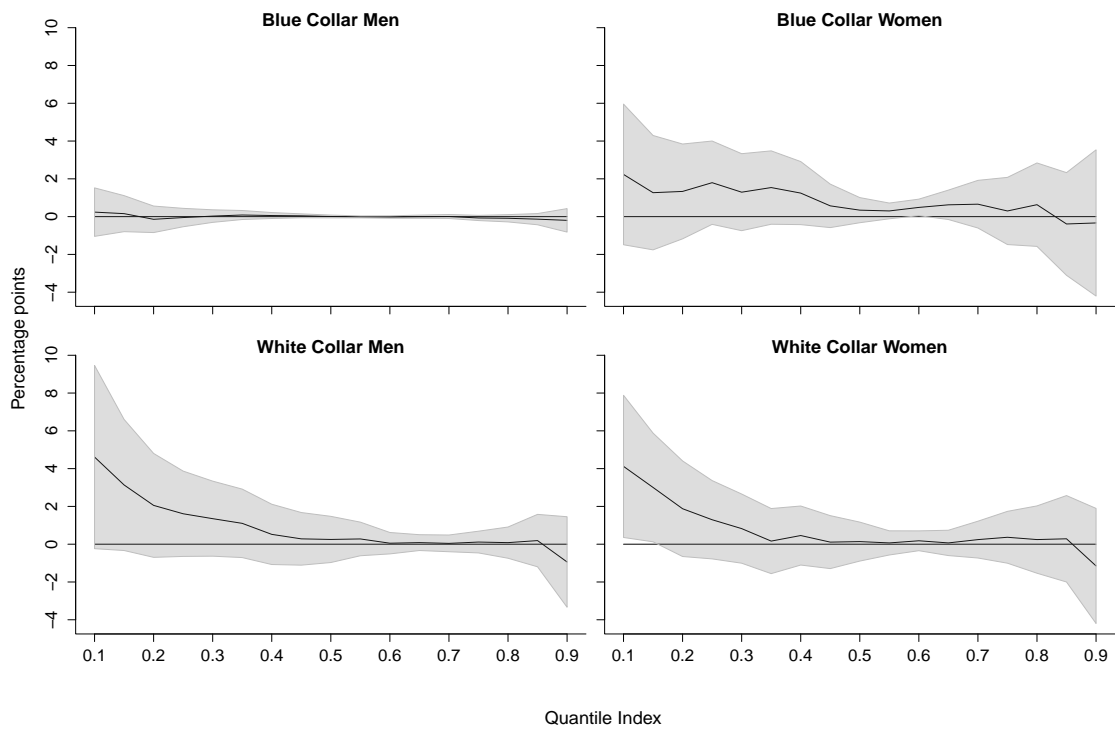 Blue Collar Men
Blue Collar Women
10
8
6
4
2
0
−2
−4
White Collar Men
White Collar Women
10
8
6
4
2
0
−2
−4
0.1 0.2 0.3 0.4 0.5 0.6 0.7 0.8 0.9
0.1 0.2 0.3 0.4 0.5 0.6 0.7 0.8 0.9
Percentage points
Quantile Index